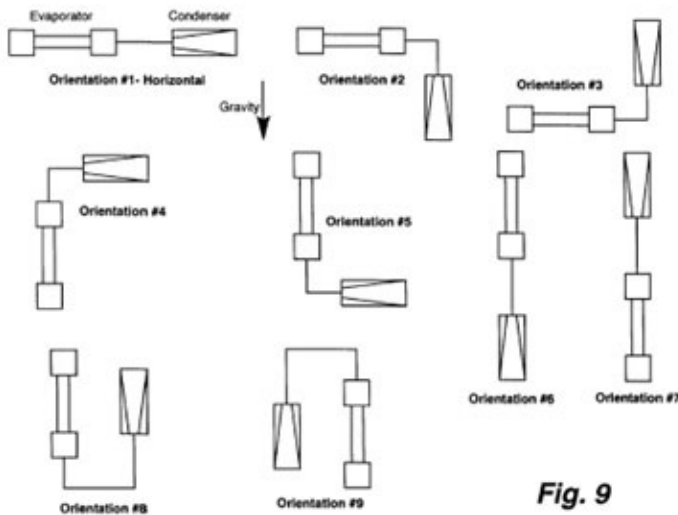 Evaporator
Condenser
Orientation #1- Horizontal
Orientation #2
Orientation #3
Gravity
Orientation #4
Orientation #5
Orientation #6
Orientation #7
Orientation #8
Orientation #9
Fig. 9